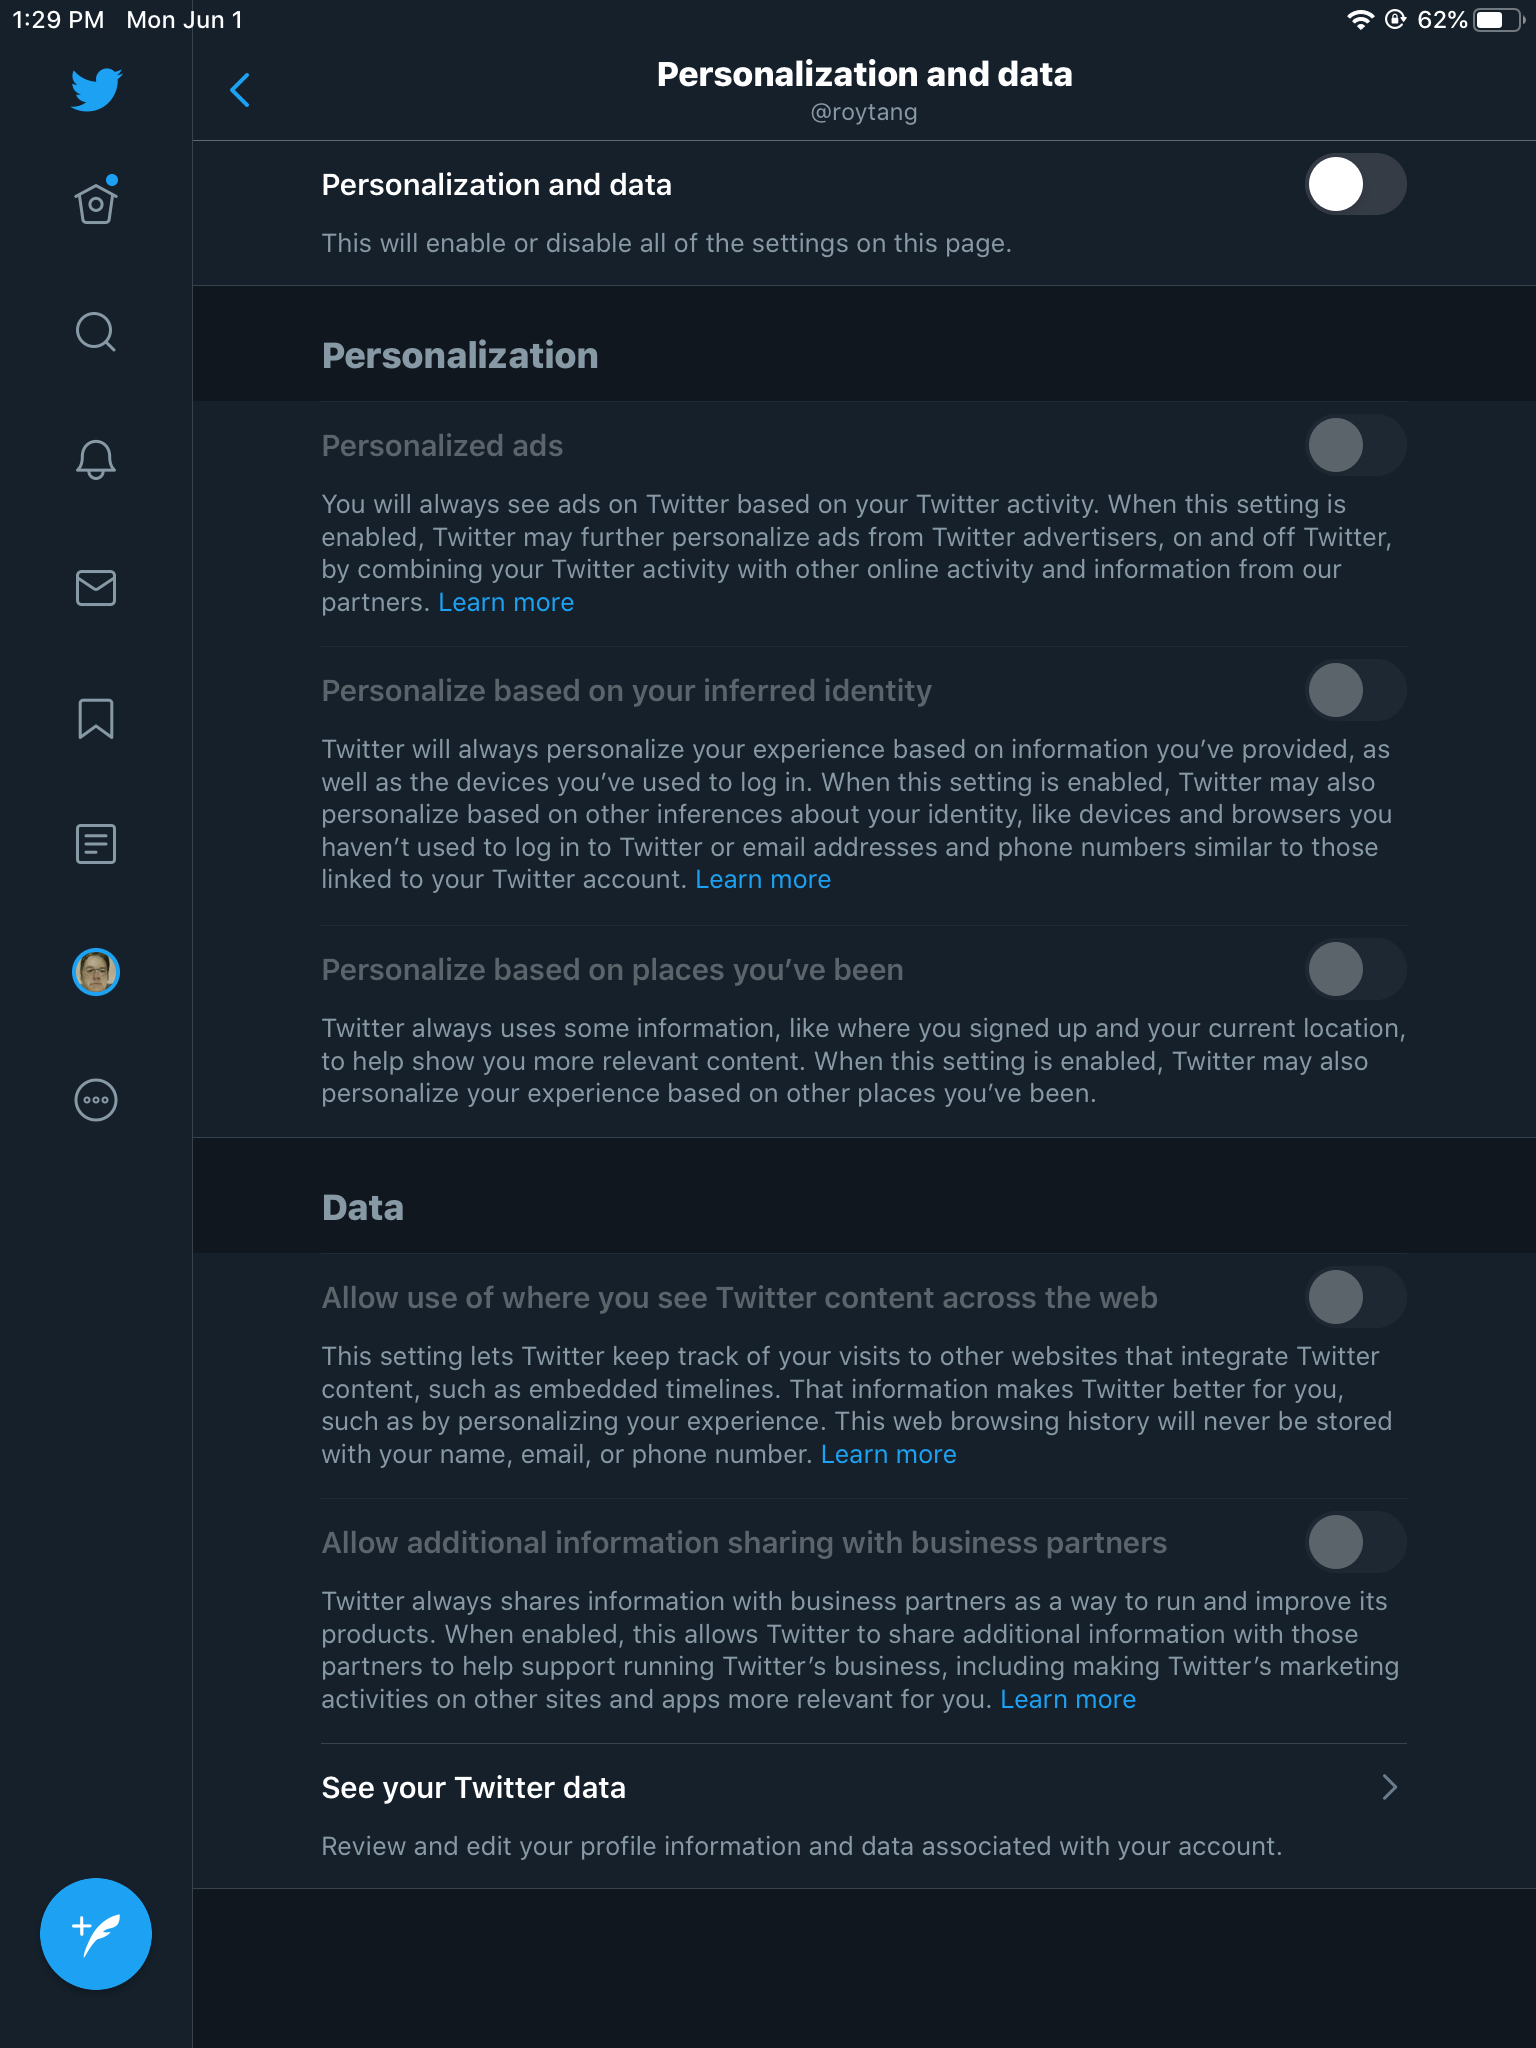 1:29 PM Mon Jun 1
62%
Personalization and data
@roytang
Personalization and data
This will enable or disable all of the settings on this page.
Personalization
Personalized ads
You will always see ads on Twitter based on your Twitter activity. When this setting is
enabled, Twitter may further personalize ads from Twitter advertisers, on and off Twitter,
by combining your Twitter activity with other online activity and information from our
partners. Learn more
Personalize based on your inferred identity
Twitter will always personalize your experience based on information you’ve provided, as
well as the devices you’ve used to log in. When this setting is enabled, Twitter may also
personalize based on other inferences about your identity, like devices and browsers you
haven’t used to log in to Twitter or email addresses and phone numbers similar to those
linked to your Twitter account. Learn more
Personalize based on places you’ve been
Twitter always uses some information, like where you signed up and your current location,
to help show you more relevant content. When this setting is enabled, Twitter may also
personalize your experience based on other places you’ve been.
Data
Allow use of where you see Twitter content across the web
This setting lets Twitter keep track of your visits to other websites that integrate Twitter
content, such as embedded timelines. That information makes Twitter better for you,
such as by personalizing your experience. This web browsing history will never be stored
with your name, email, or phone number. Learn more
Allow additional information sharing with business partners
Twitter always shares information with business partners as a way to run and improve its
products. When enabled, this allows Twitter to share additional information with those
partners to help support running Twitter’s business, including making Twitter’s marketing
activities on other sites and apps more relevant for you. Learn more
See your Twitter data
Review and edit your profile information and data associated with your account.